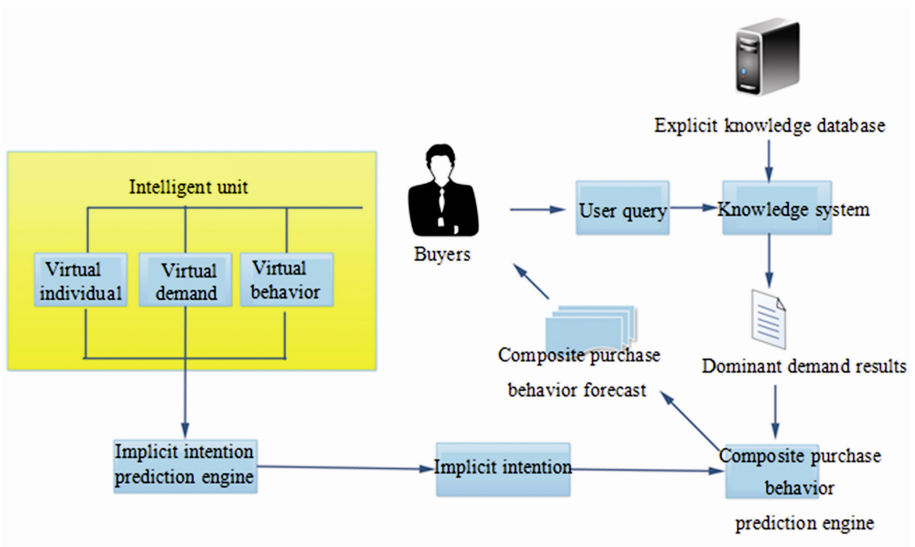 Explicit knowledge database
Intelligent unit
Virtual
individual
Virtual
demand
Virtual
behavior
Buyers
User query
Knowledge system
Composite purchase
behavior forecast
Dominant demand results
Implicit intention
prediction engine
Implicit intention
Composite purchase
behavior
prediction engine